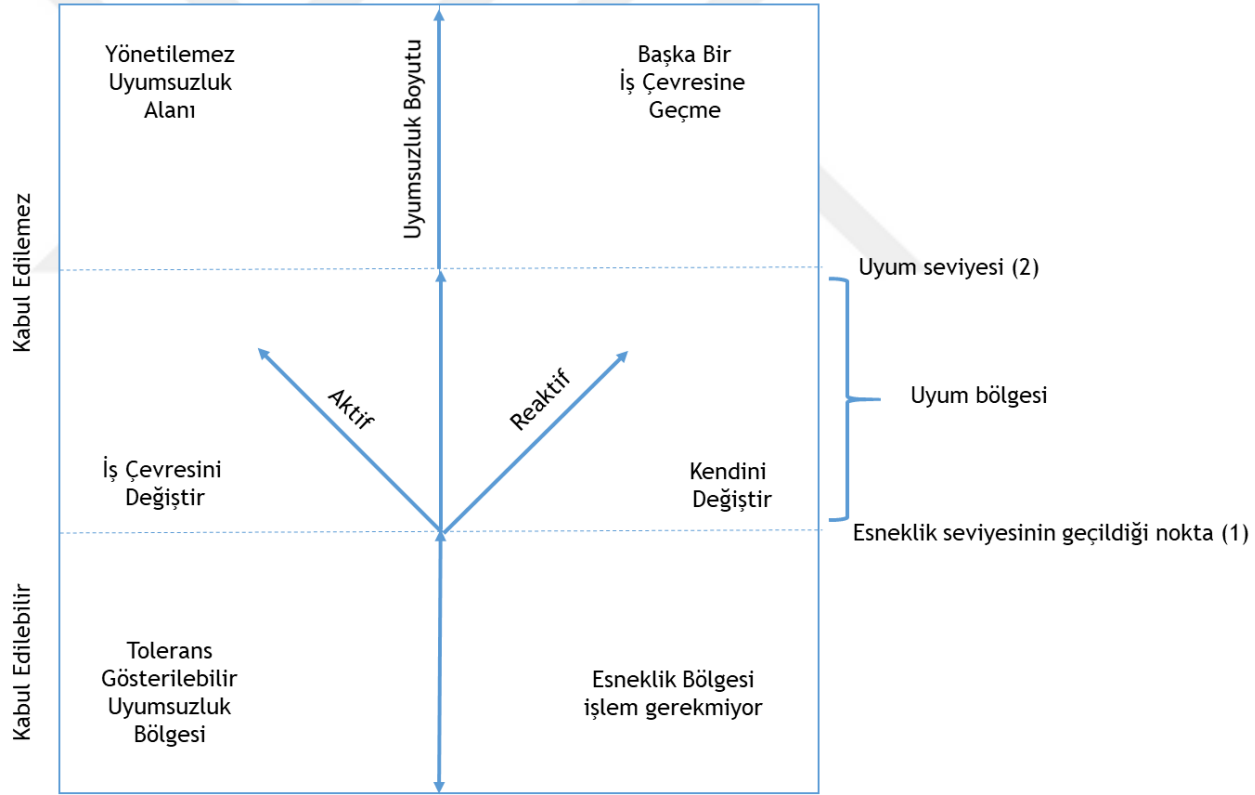 Yönetilemez
Uyumsuzluk
Alanı
Uyumsuzluk Boyutu
Başka Bir
İş Çevresine
Geçme
Kabul Edilemez
Uyum seviyesi (2)
Aktif
Reaktif
Uyum bölgesi
İş Çevresini
Değiştir
Kendini
Değiştir
Esneklik seviyesinin geçildiği nokta (1)
Kabul Edilebilir
Tolerans
Gösterilebilir
Uyumsuzluk
Bölgesi
Esneklik Bölgesi
işlem gerekmiyor